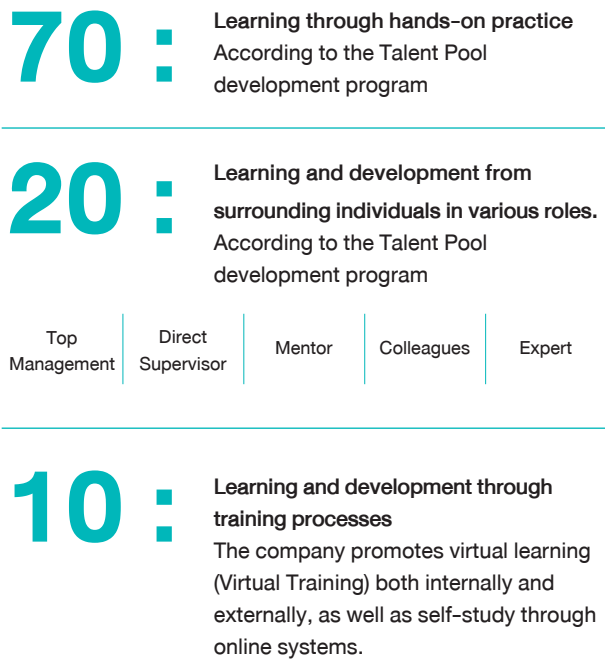 70 :
Learning through hands-on practice
According to the Talent Pool
development program
20 :
Learning and development from
surrounding individuals in various roles.
According to the Talent Pool
development program
Top
Management
Direct
Supervisor
Mentor
Colleagues
Expert
10 :
Learning and development through
training processes
The company promotes virtual learning
(Virtual Training) both internally and
externally, as well as self-study through
online systems.